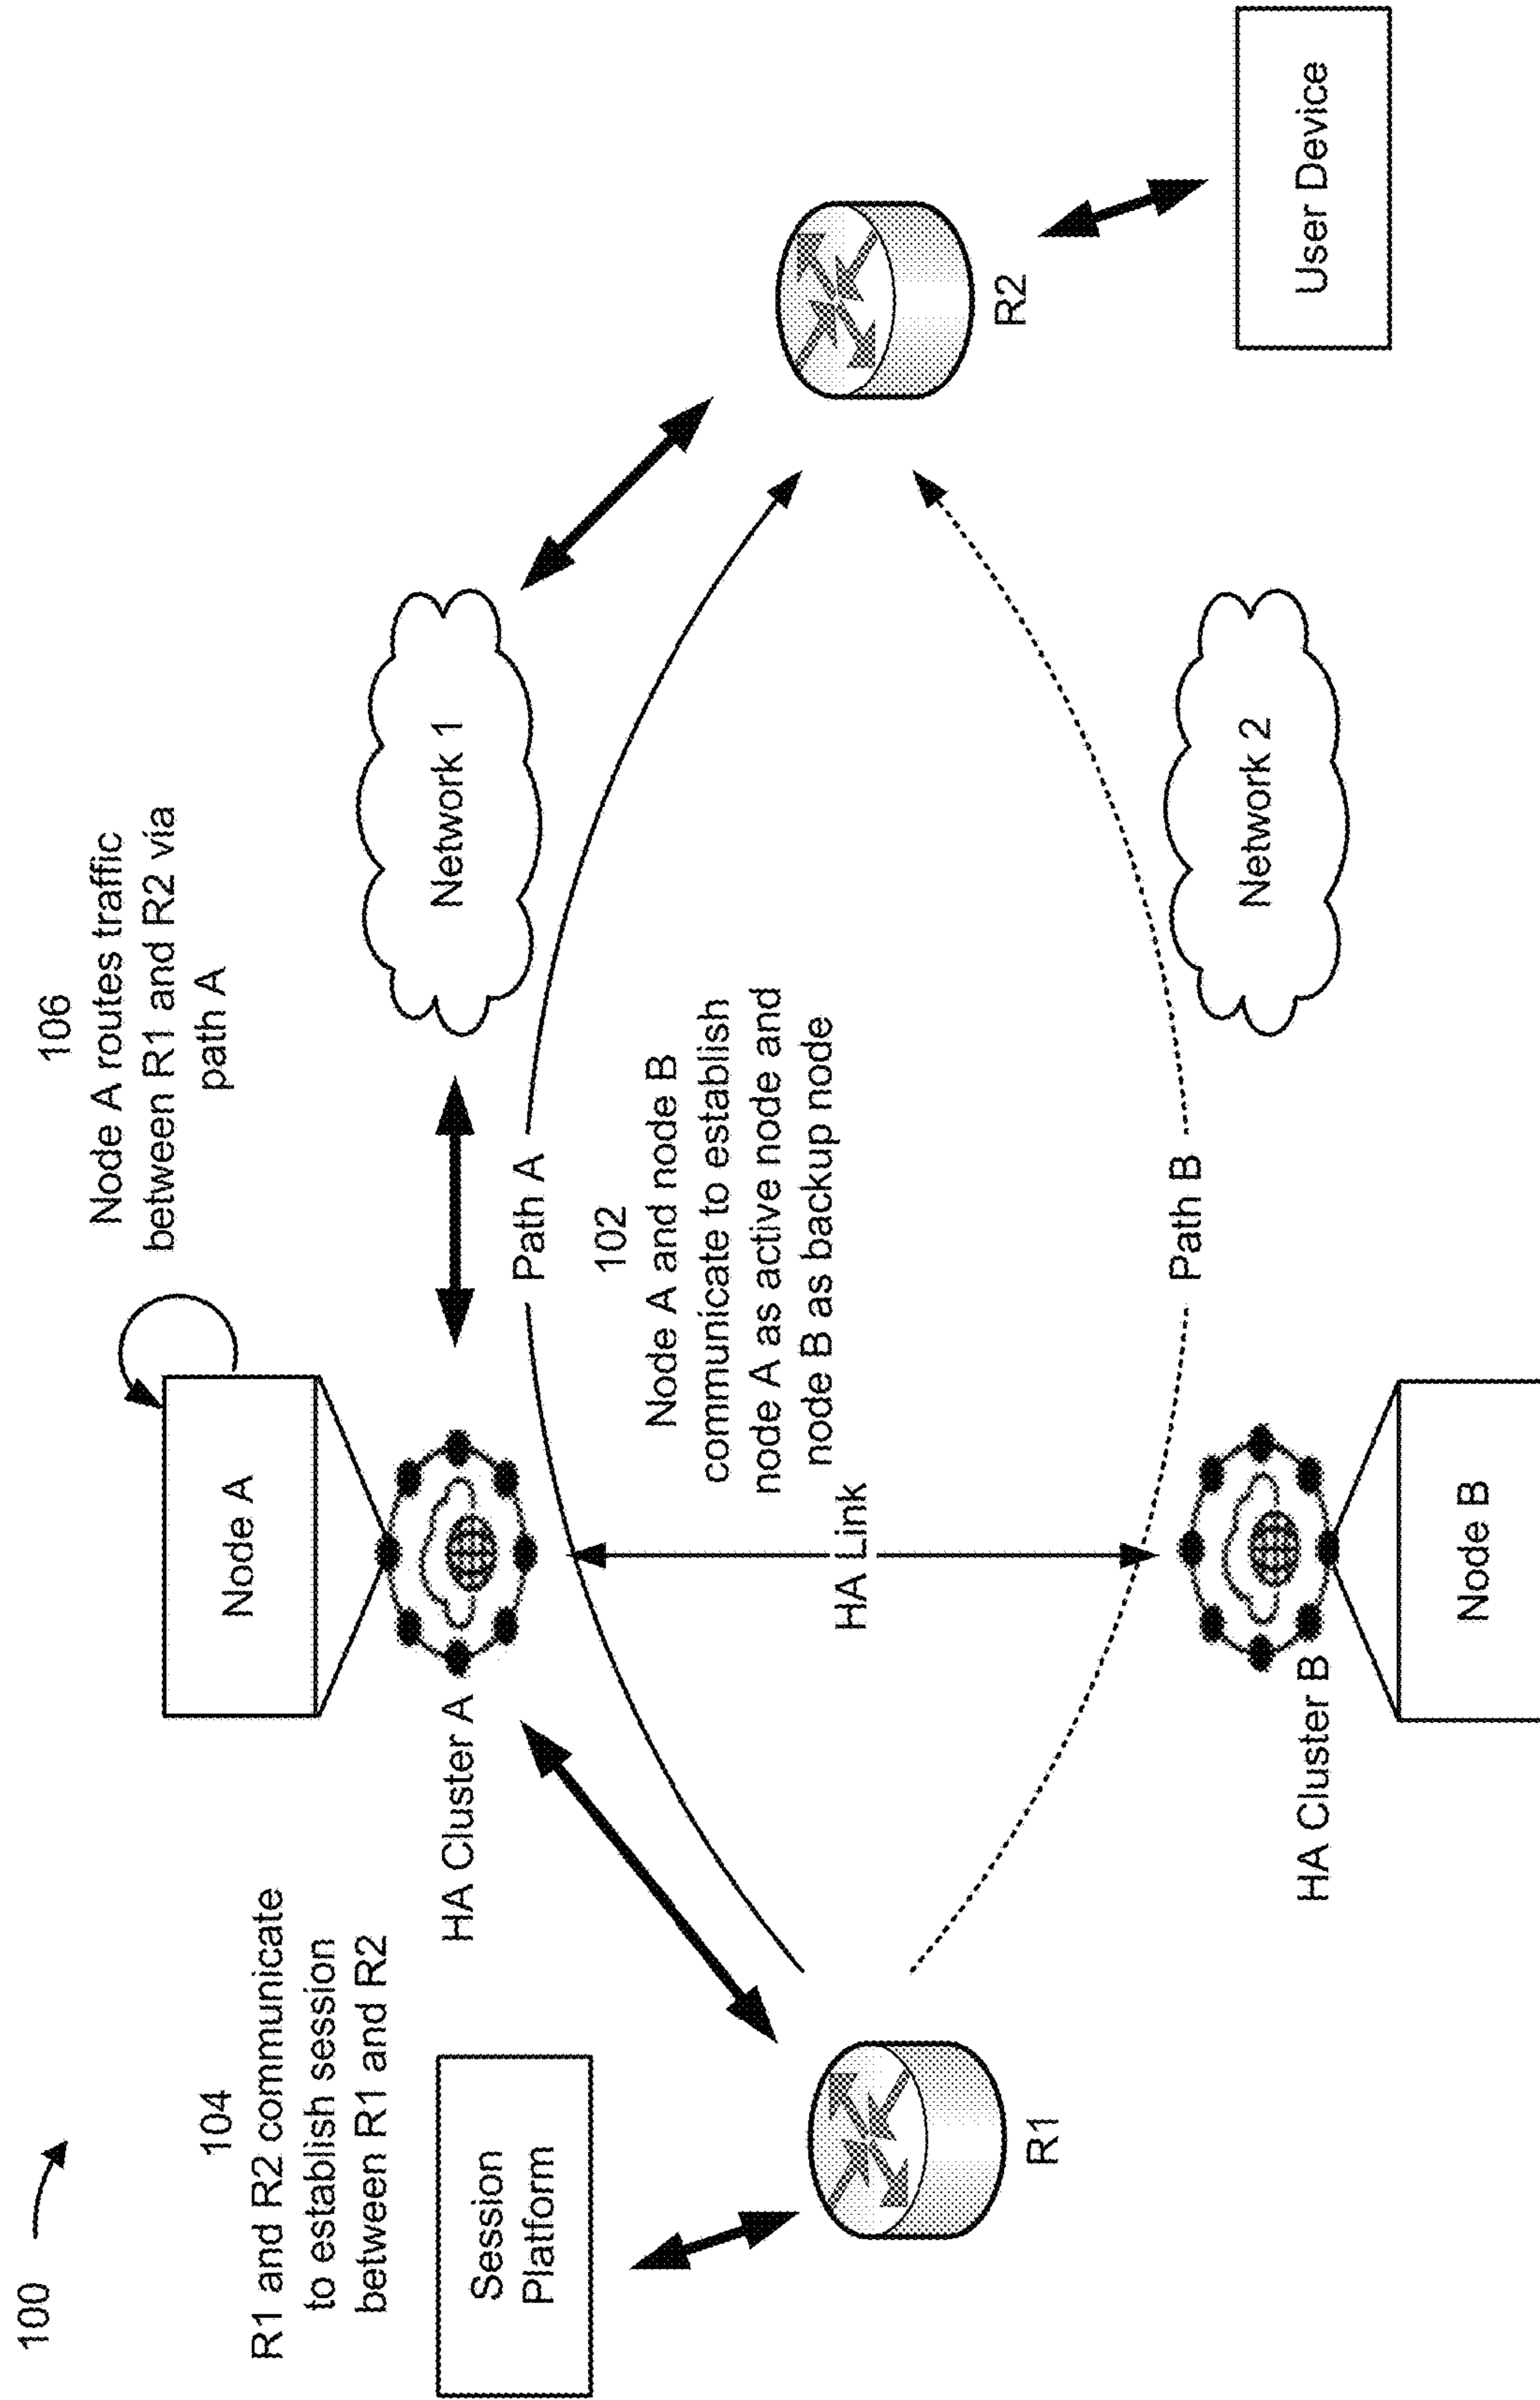 100
104
R1 and R2 communicate
to establish session
between R1 and R2
106
Node A routes traffic
between R1 and R2 via
path A
Node A
Session
Platform
HA Cluster A
Network 1
Path A
102
Node A and node B
communicate to establish
node A as active node and
node B as backup node
HA Link
R1
R2
Path B
HA Cluster B
Network 2
User Device
Node B